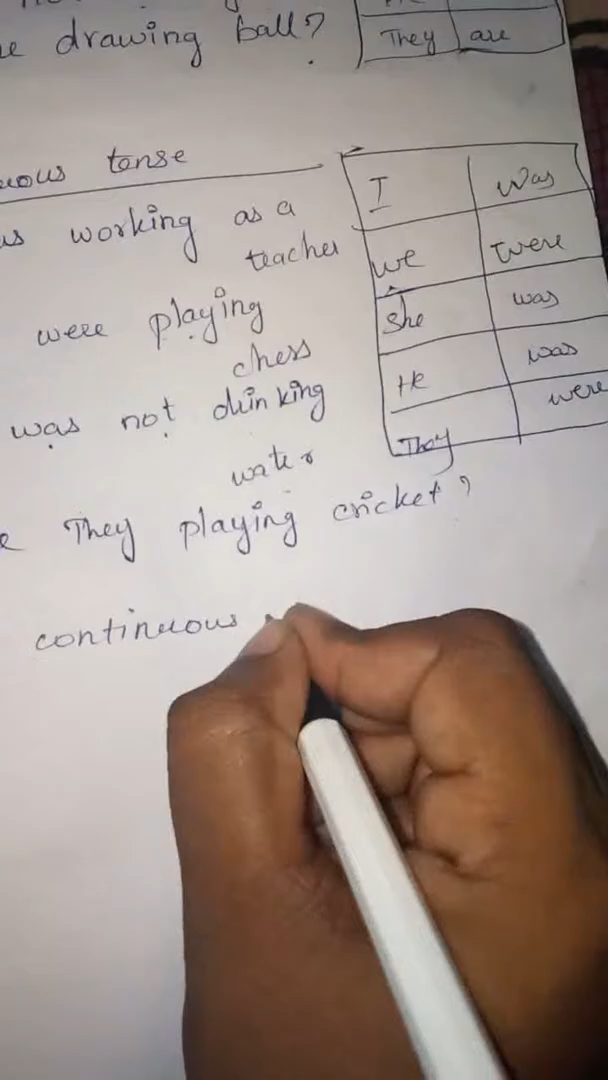 drawing ball?
They are
tense
I was
working as a
teacher
we were
were playing
She was
chess
He was
was not drinking
They were
water
They playing cricket?
continuous